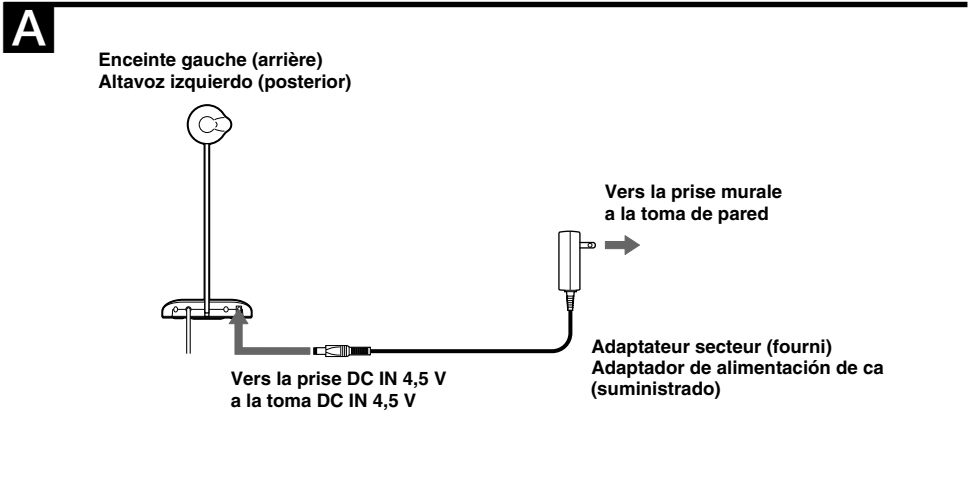 A
Enceinte gauche (arrière)
Altavoz izquierdo (posterior)
Vers la prise murale
a la toma de pared
Adaptateur secteur (fourni)
Adaptador de alimentación de ca
(suministrado)
Vers la prise DC IN 4,5 V
a la toma DC IN 4,5 V